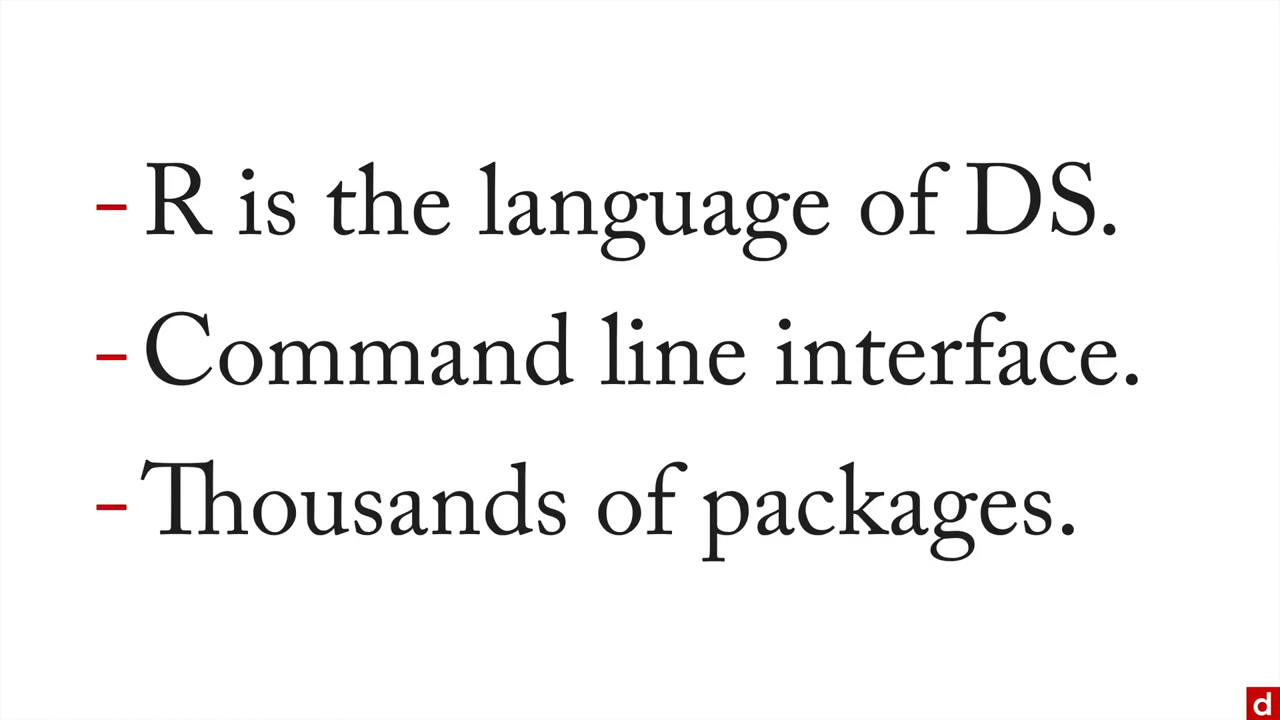 - R is the language of DS.
- Command line interface.
- Thousands of packages.
d